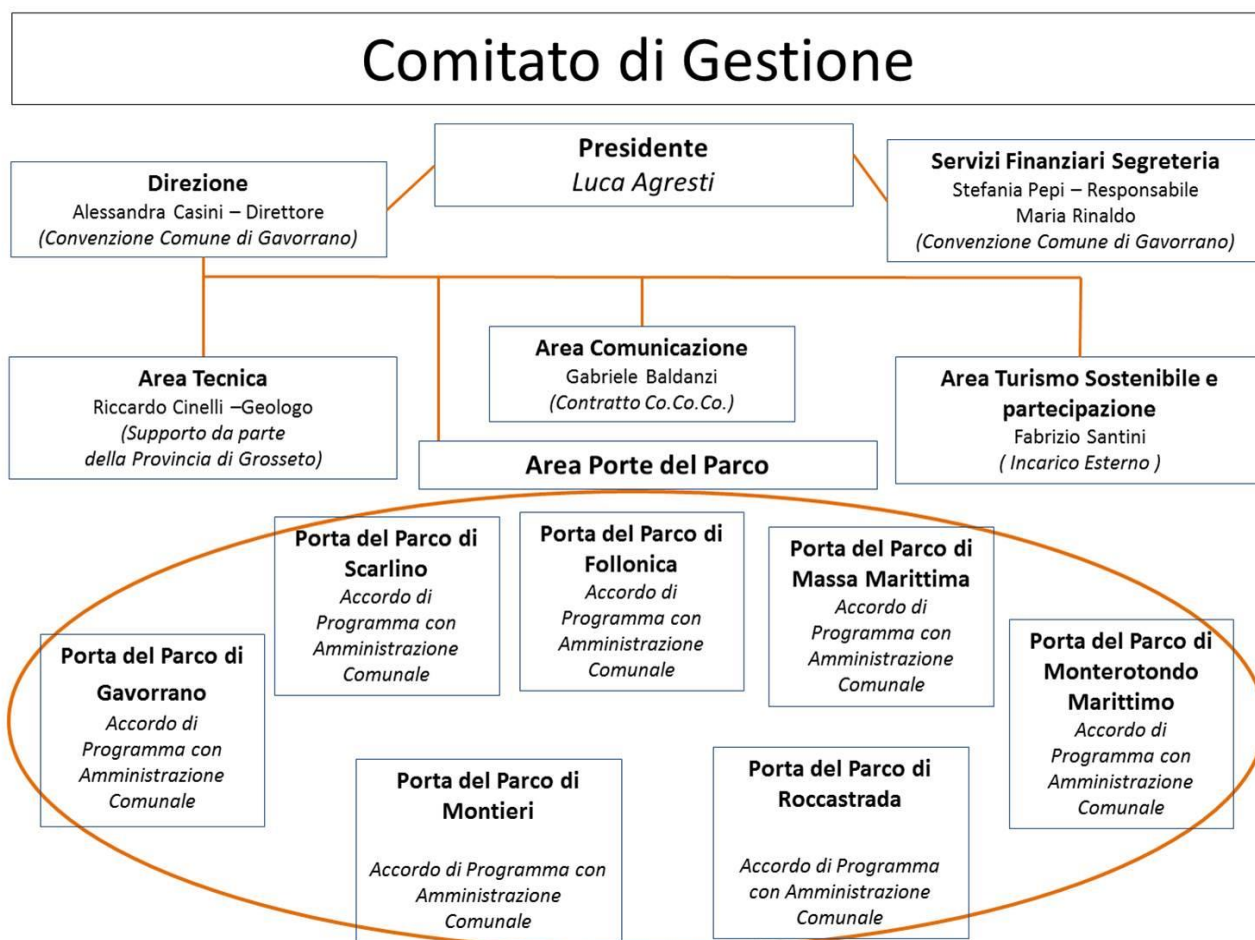 Comitato di Gestione
Presidente
Luca Agresti
Direzione
Alessandra Casini – Direttore
(Convenzione Comune di Gavorrano)
Servizi Finanziari Segreteria
Stefania Pepi – Responsabile
Maria Rinaldo
(Convenzione Comune di Gavorrano)
Area Tecnica
Riccardo Cinelli –Geologo
(Supporto da parte
della Provincia di Grosseto)
Area Comunicazione
Gabriele Baldanzi
(Contratto Co.Co.Co.)
Area Turismo Sostenibile e
partecipazione
Fabrizio Santini
( Incarico Esterno )
Area Porte del Parco
Porta del Parco di
Gavorrano
Accordo di
Programma con
Amministrazione
Comunale
Porta del Parco di
Scarlino
Accordo di
Programma con
Amministrazione
Comunale
Porta del Parco di
Follonica
Accordo di
Programma con
Amministrazione
Comunale
Porta del Parco di
Massa Marittima
Accordo di
Programma con
Amministrazione
Comunale
Porta del Parco di
Monterotondo
Marittimo
Accordo di
Programma con
Amministrazione
Comunale
Porta del Parco di
Montieri
Accordo di Programma con
Amministrazione
Comunale
Porta del Parco di
Roccastrada
Accordo di Programma
con Amministrazione
Comunale